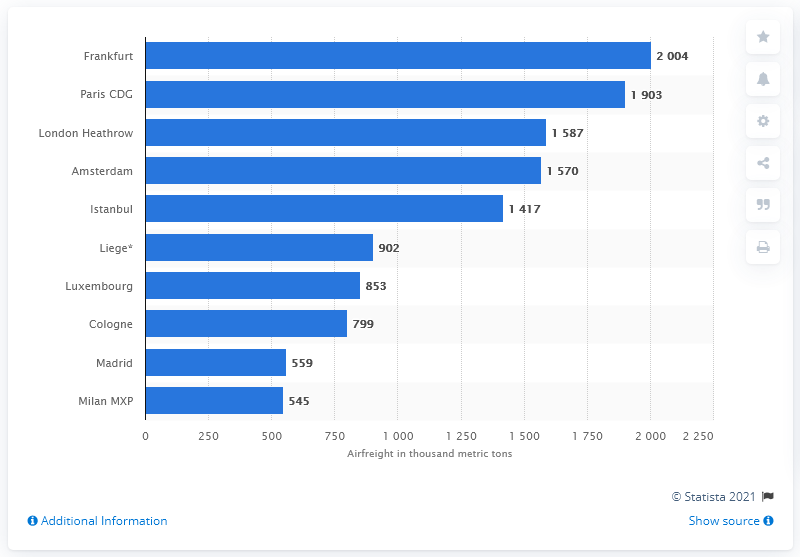 Frankfurt 2 004
Paris CDG 1 903
London Heathrow 1 587
Amsterdam 1 570
Istanbul 1 417
Liege* 902
Luxembourg 853
Cologne 799
Madrid 559
Milan MXP 545
0 250 500 750 1 000 1 250 1 500 1 750 2 000 2 250
Airfreight in thousand metric tons
© Statista 2021
Additional Information Show source